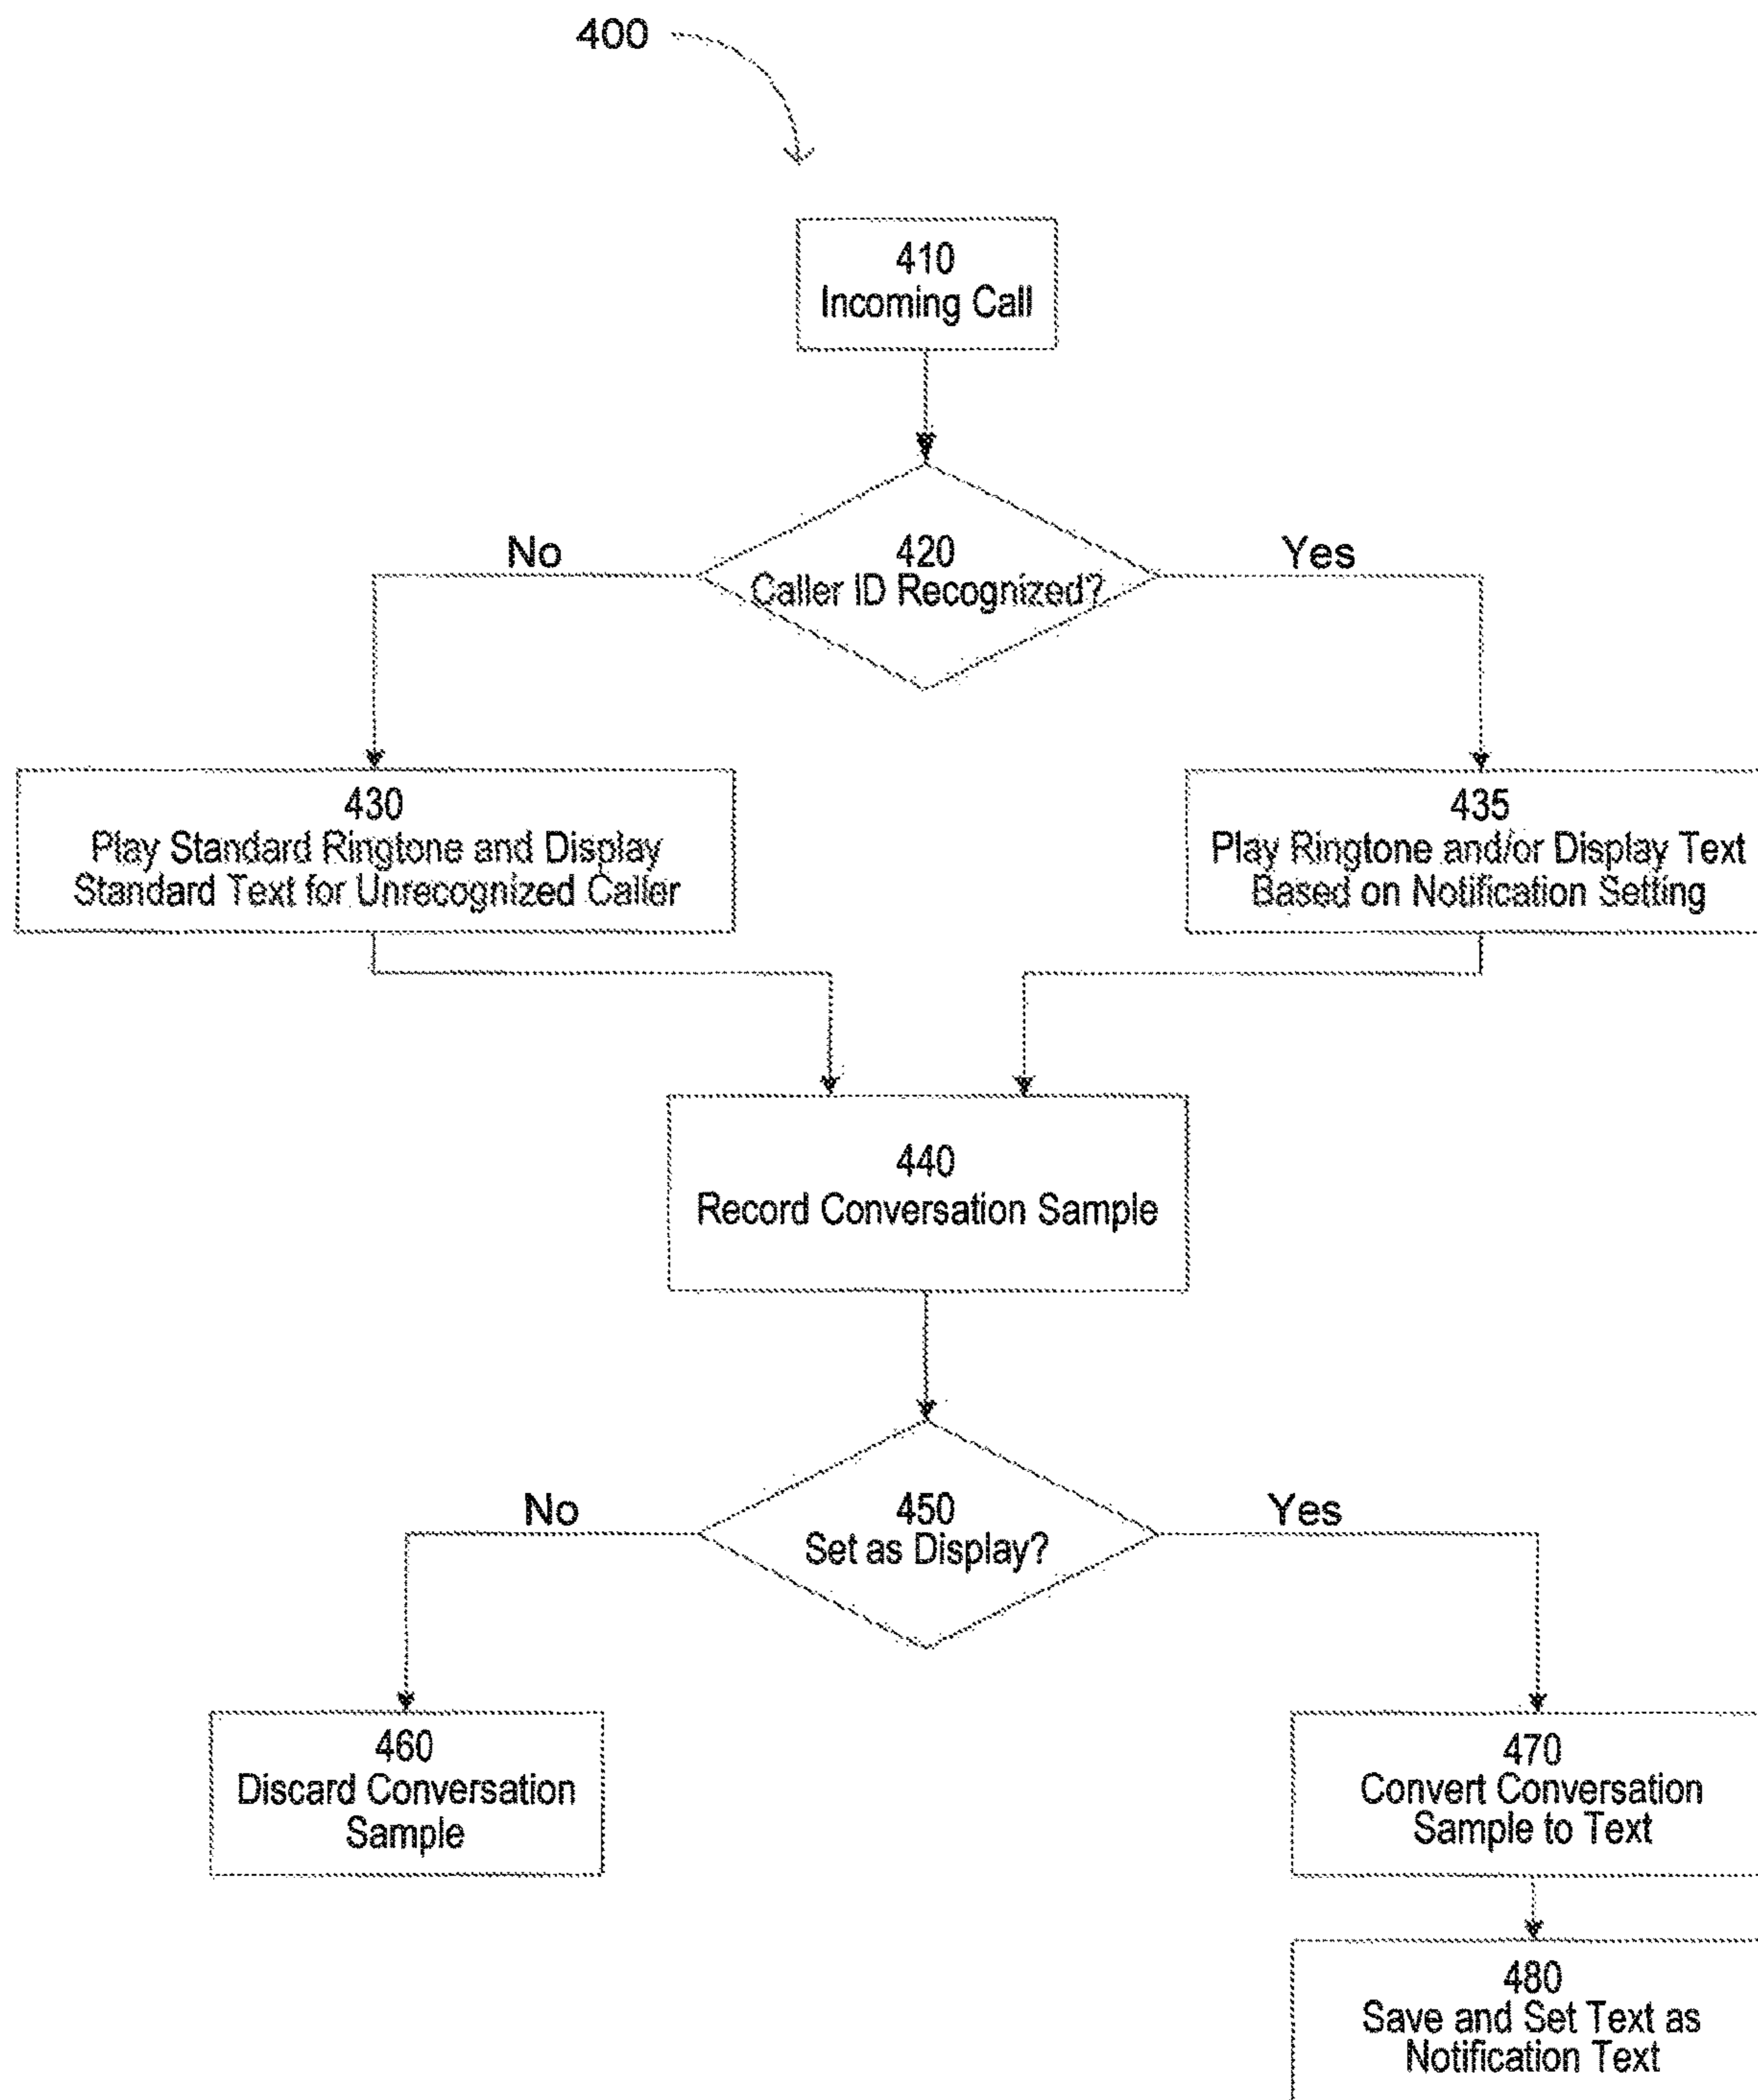 400
410
Incoming Call
420
Caller ID Recognized?
No
Yes
430
Play Standard Ringtone and Display
Standard Text for Unrecognized Caller
435
Play Ringtone and/or Display Text
Based on Notification Setting
440
Record Conversation Sample
450
Set as Display?
No
Yes
460
Discard Conversation
Sample
470
Convert Conversation
Sample to Text
480
Save and Set Text as
Notification Text